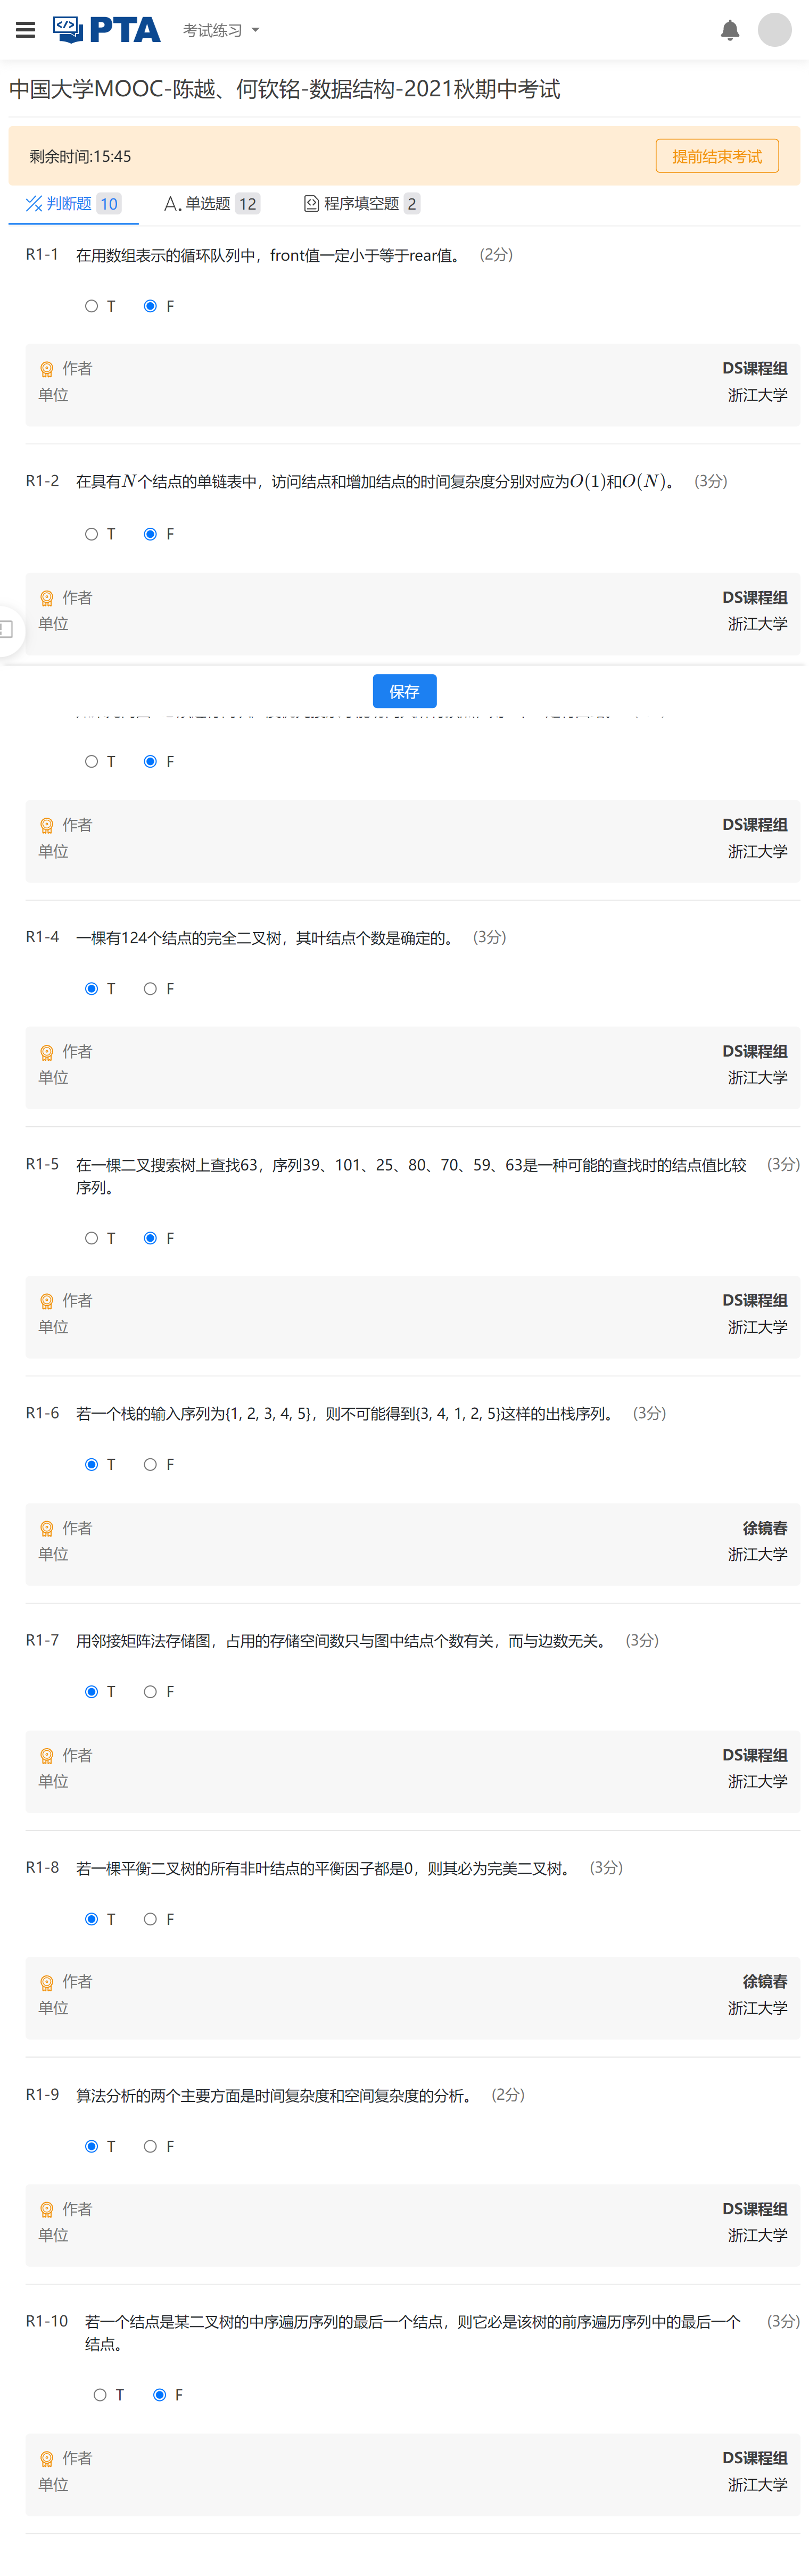 PTA
考试练习
中国大学MOOC-陈越、何钦铭-数据结构-2021秋期中考试
剩余时间:15:45
提前结束考试
判断题 10
单选题 12
程序填空题 2
R1-1 在用数组表示的循环队列中，front值一定小于等于rear值。 (2分)
T F
作者 DS课程组
单位 浙江大学
R1-2 在具有N个结点的单链表中，访问结点和增加结点的时间复杂度分别对应为O(1)和O(N)。 (3分)
T F
作者 DS课程组
单位 浙江大学
保存
T F
作者 DS课程组
单位 浙江大学
R1-4 一棵有124个结点的完全二叉树，其叶结点个数是确定的。 (3分)
T F
作者 DS课程组
单位 浙江大学
R1-5 在一棵二叉搜索树上查找63，序列39、101、25、80、70、59、63是一种可能的查找时的结点值比较 (3分)
序列。
T F
作者 DS课程组
单位 浙江大学
R1-6 若一个栈的输入序列为{1, 2, 3, 4, 5}，则不可能得到{3, 4, 1, 2, 5}这样的出栈序列。 (3分)
T F
作者 徐镜春
单位 浙江大学
R1-7 用邻接矩阵法存储图，占用的存储空间数只与图中结点个数有关，而与边数无关。 (3分)
T F
作者 DS课程组
单位 浙江大学
R1-8 若一棵平衡二叉树的所有非叶结点的平衡因子都是0，则其必为完美二叉树。 (3分)
T F
作者 徐镜春
单位 浙江大学
R1-9 算法分析的两个主要方面是时间复杂度和空间复杂度的分析。 (2分)
T F
作者 DS课程组
单位 浙江大学
R1-10 若一个结点是某二叉树的中序遍历序列的最后一个结点，则它必是该树的前序遍历序列中的最后一个 (3分)
结点。
T F
作者 DS课程组
单位 浙江大学